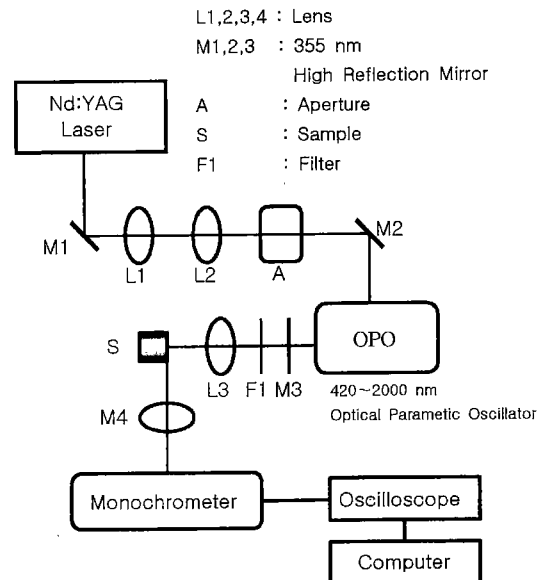 L1,2,3,4 : Lens
M1,2,3 : 355 nm
High Reflection Mirror
A : Aperture
S : Sample
F1 : Filter
Nd:YAG
Laser
M1
L1
L2
A
M2
S
L3
F1
M3
OPO
420~2000 nm
Optical Parametic Oscillator
M4
Monochrometer
Oscilloscope
Computer